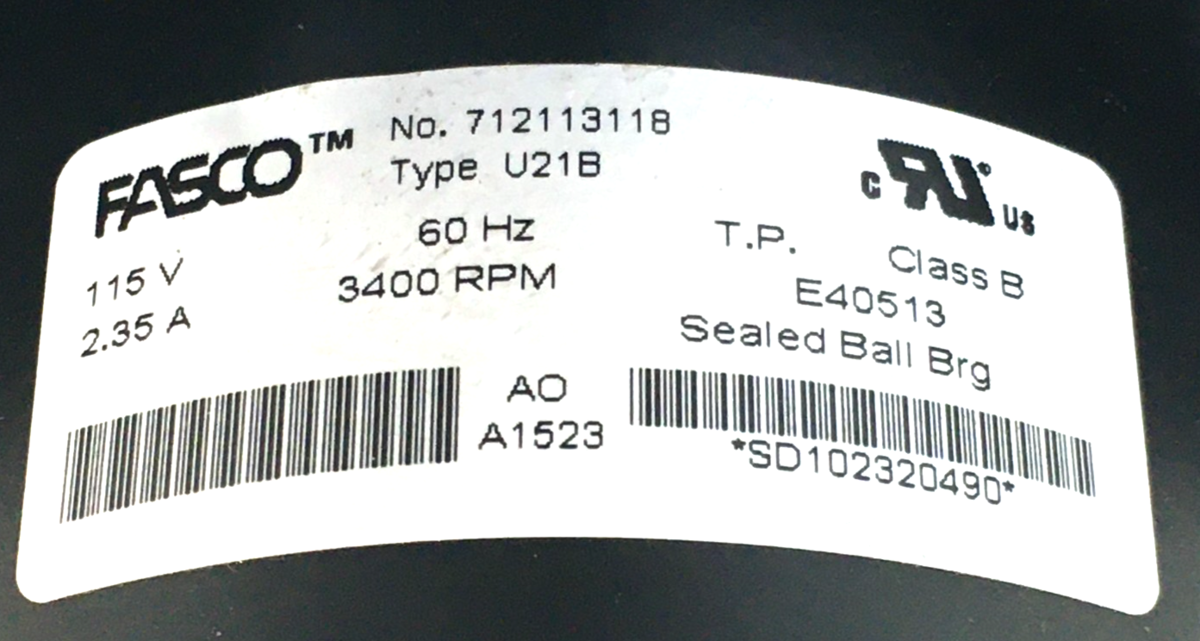 FASCO™
No. 712113118
Type U21B
60 Hz
3400 RPM
115 V
2.35 A
c RU® US
T.P. Class B
E40513
Sealed Ball Brg
AO
A1523
*SD102320490*